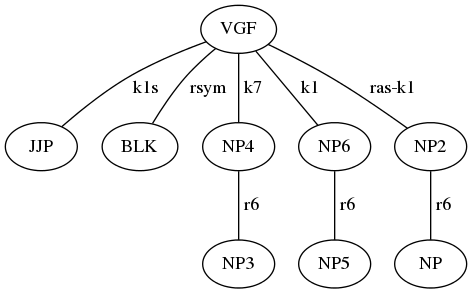 VGF
k1s rsym k7 k1 ras-k1
JJP BLK NP4 NP6 NP2
r6 r6 r6
NP3 NP5 NP